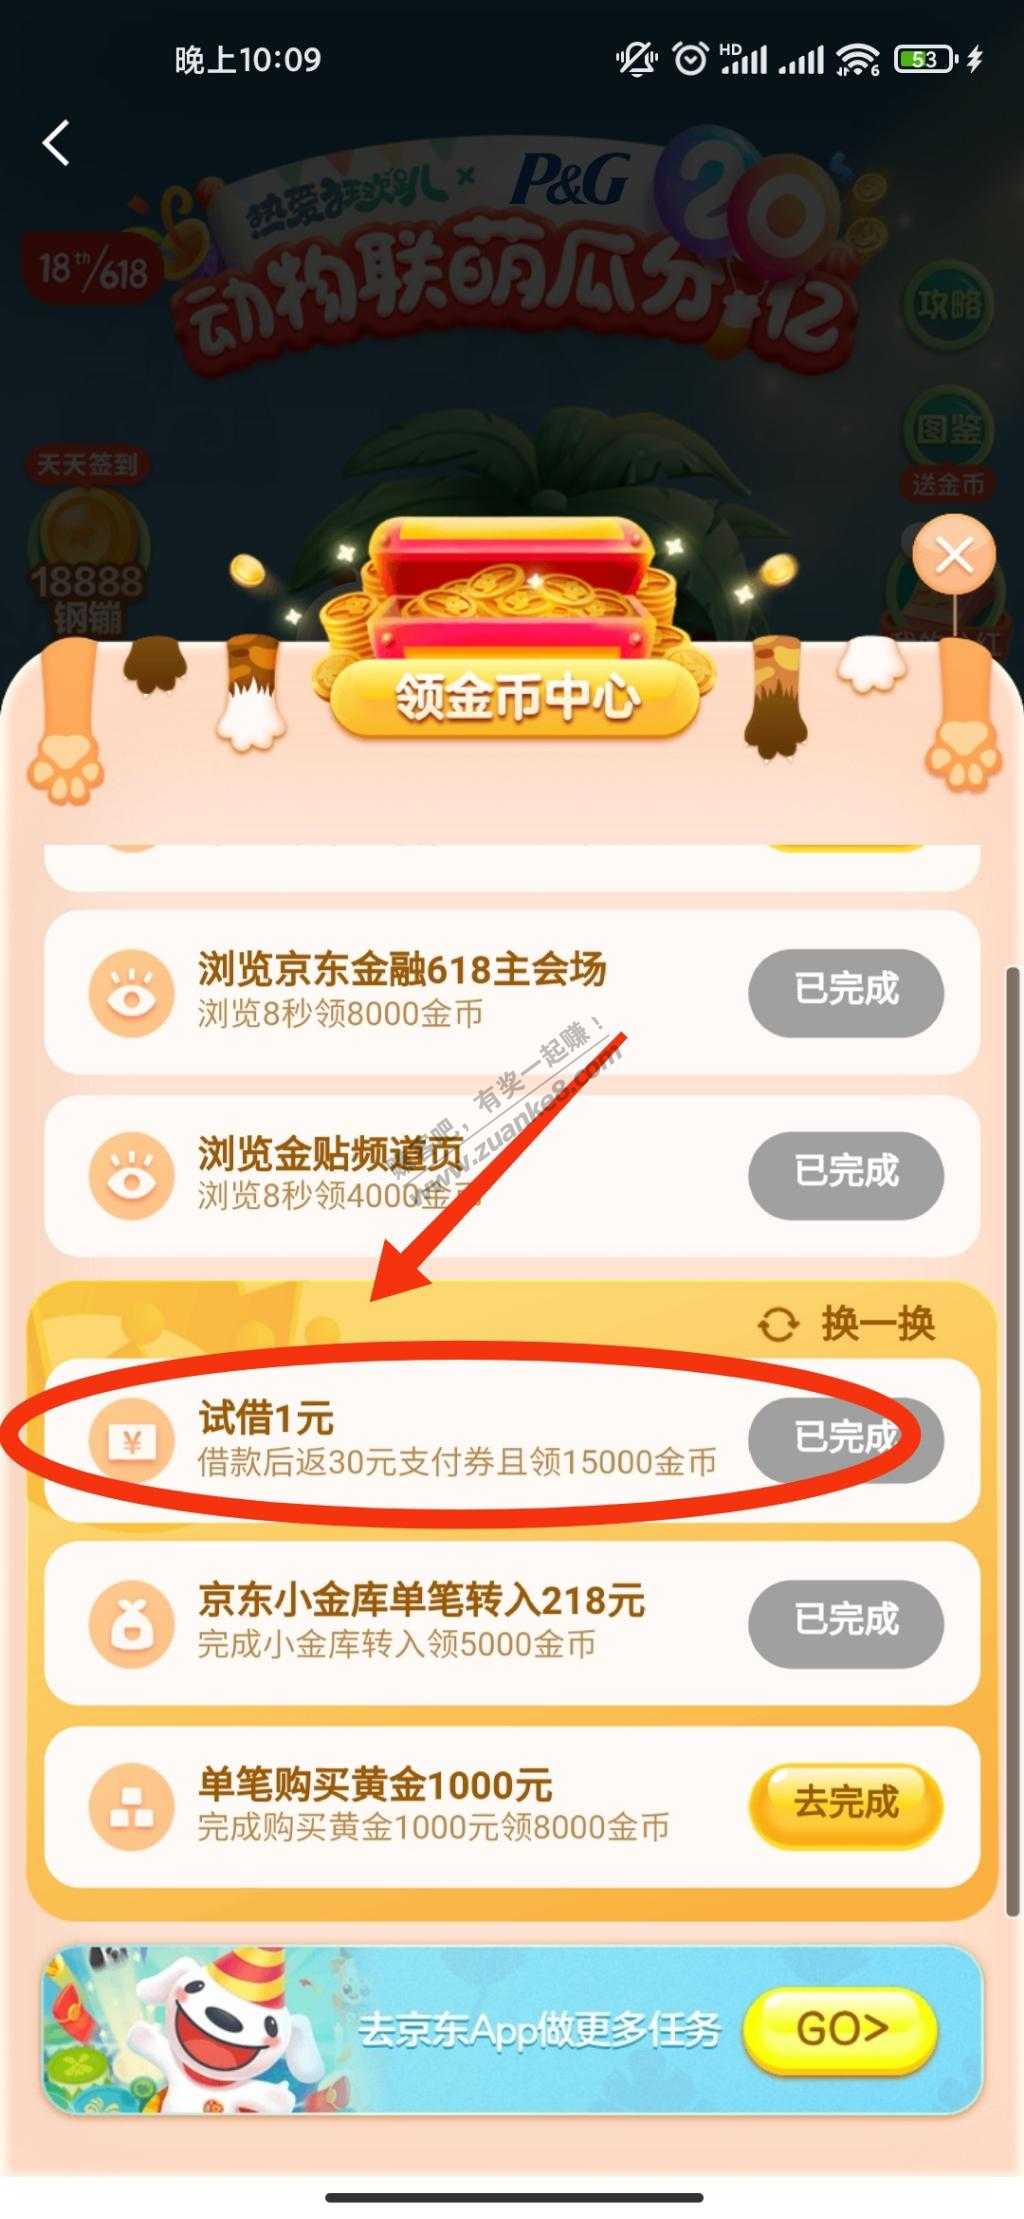 晚上10:09
HD
6
53
热爱狂欢趴 × P&G
20
18th/618
动物联萌瓜分
亿
攻略
图鉴
天天签到
送金币
18888
钢镚
红
领金币中心
浏览京东金融618主会场
浏览8秒领8000金币
已完成
浏览金贴频道页
浏览8秒领4000金币
已完成
赚客吧，有奖一起赚！
www.zuanke8.com
换一换
试借1元
借款后返30元支付券且领15000金币
已完成
京东小金库单笔转入218元
完成小金库转入领5000金币
已完成
单笔购买黄金1000元
完成购买黄金1000元领8000金币
去完成
去京东App做更多任务
GO>